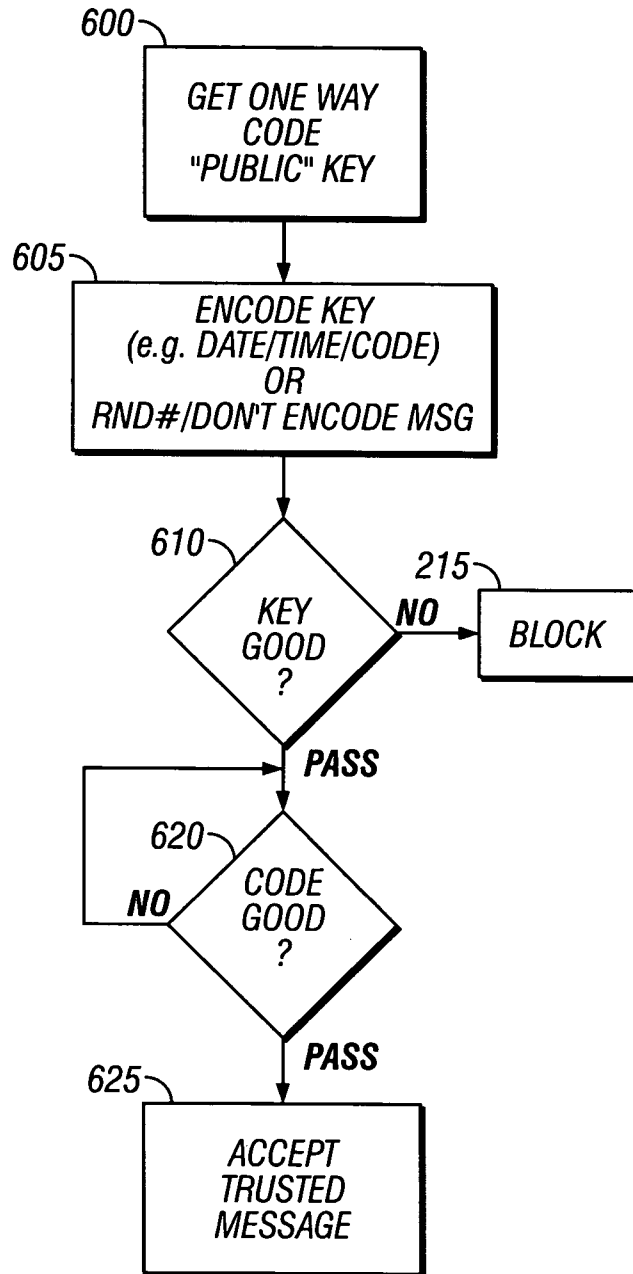 600
GET ONE WAY
CODE
"PUBLIC" KEY
605
ENCODE KEY
(e.g. DATE/TIME/CODE)
OR
RND#/DON'T ENCODE MSG
610
KEY
GOOD
?
NO
215
BLOCK
PASS
620
CODE
GOOD
?
NO
PASS
625
ACCEPT
TRUSTED
MESSAGE